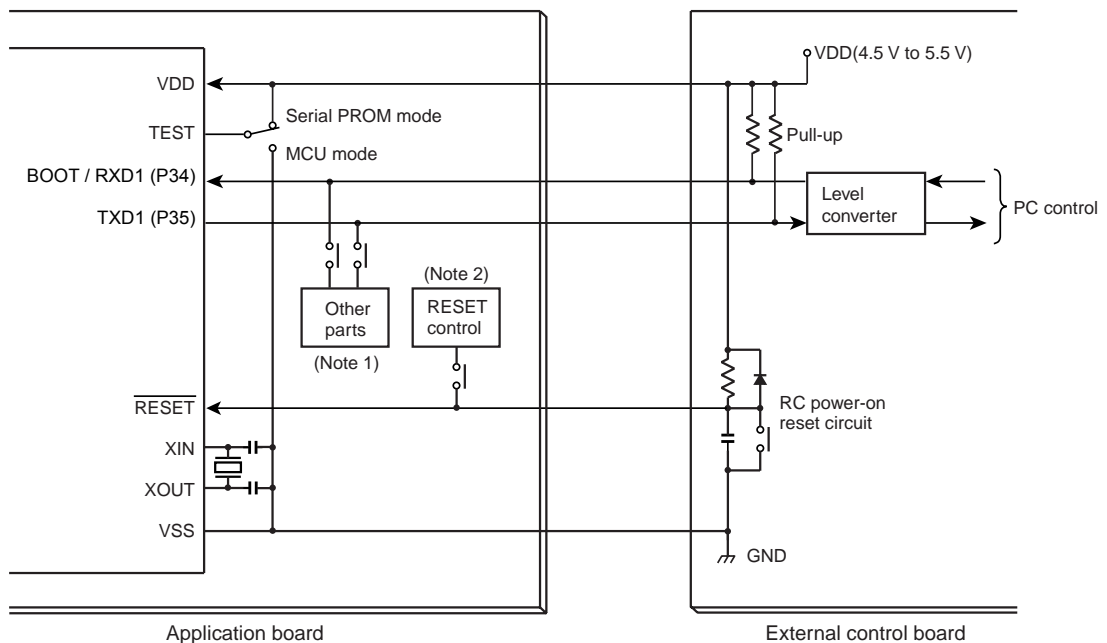 VDD(4.5 V to 5.5 V)
VDD
Serial PROM mode
TEST
Pull-up
MCU mode
BOOT / RXD1 (P34)
Level
converter
TXD1 (P35)
PC control
(Note 2)
Other
parts
RESET
control
(Note 1)
RESET
RC power-on
reset circuit
XIN
XOUT
VSS
GND
Application board
External control board